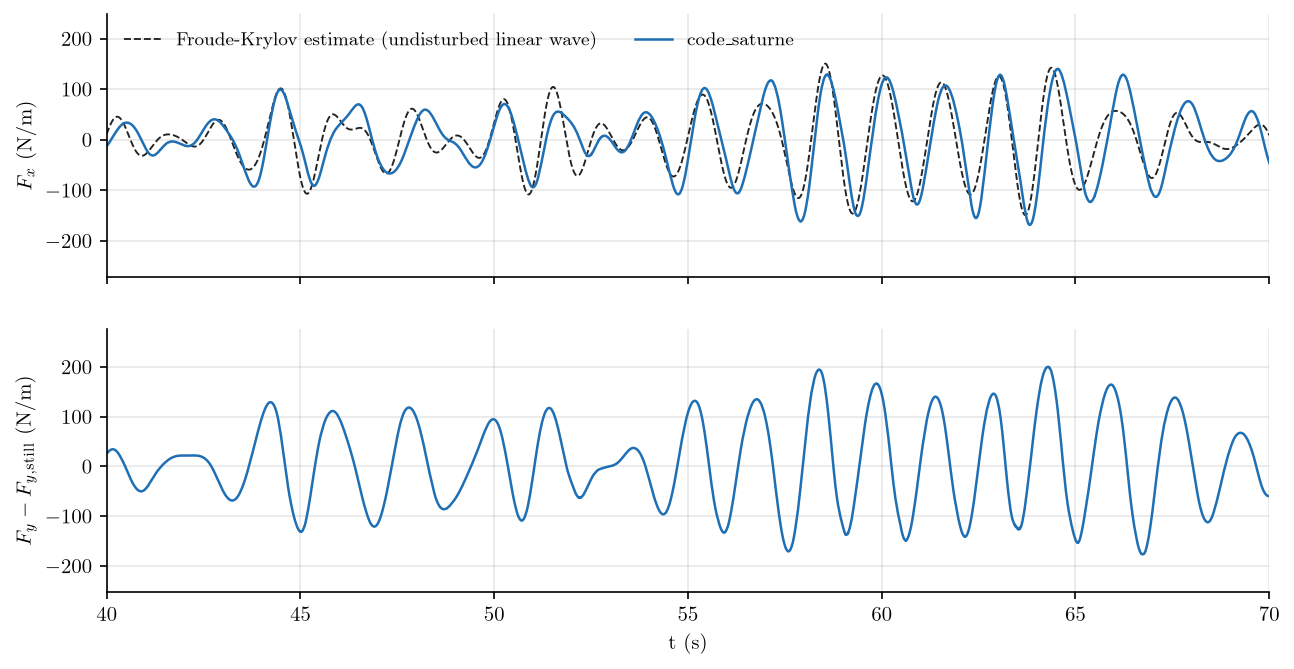 Froude-Krylov estimate (undisturbed linear wave) code_saturne
200
100
0
−100
−200
F_x (N/m)
200
100
0
−100
−200
F_y − F_{y,still} (N/m)
40 45 50 55 60 65 70
t (s)